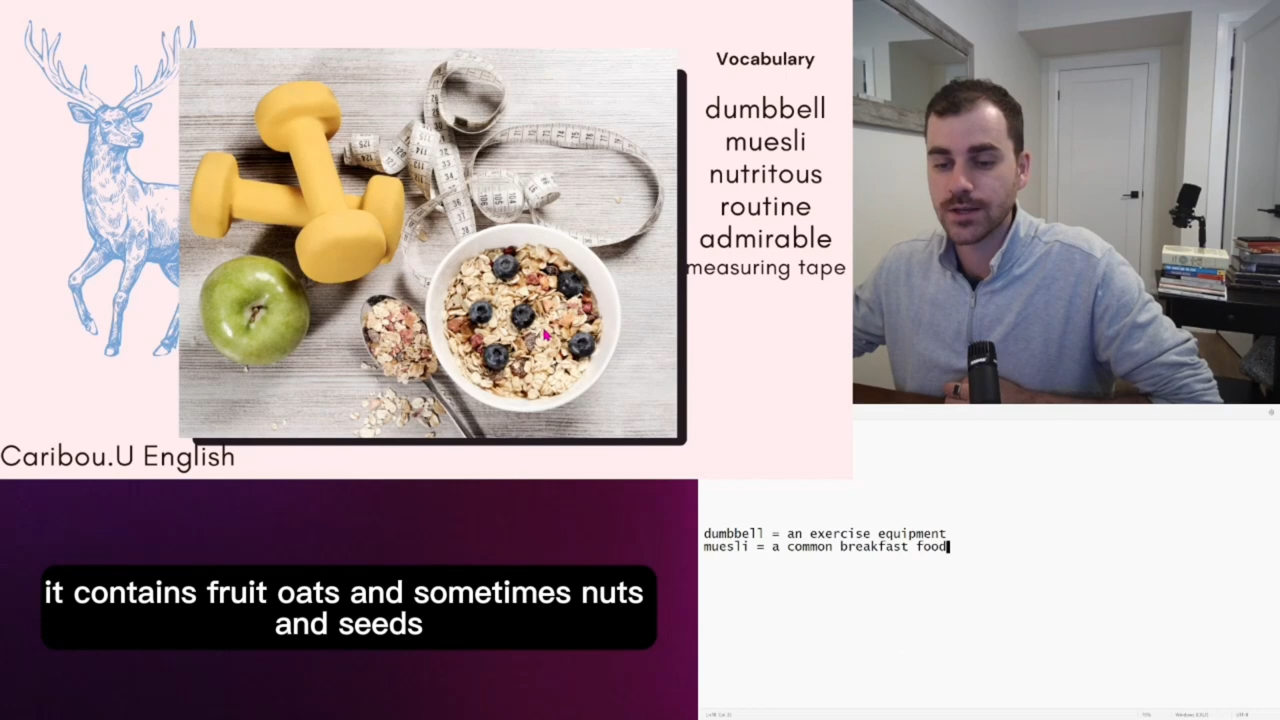 Vocabulary
dumbbell
muesli
nutritous
routine
admirable
measuring tape
Caribou.U English
dumbbell = an exercise equipment
muesli = a common breakfast food
it contains fruit oats and sometimes nuts
and seeds